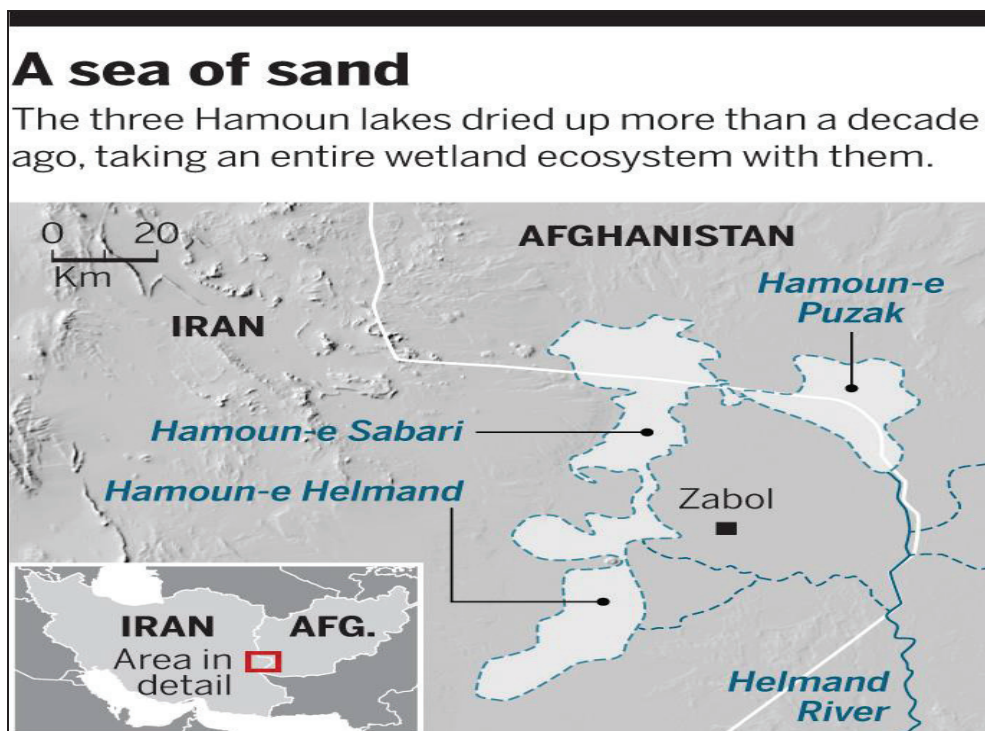 A sea of sand
The three Hamoun lakes dried up more than a decade
ago, taking an entire wetland ecosystem with them.
0 20
Km
AFGHANISTAN
Hamoun-e
Puzak
IRAN
Hamoun-e Sabari
Hamoun-e Helmand
Zabol
IRAN
AFG.
Area in
detail
Helmand
River